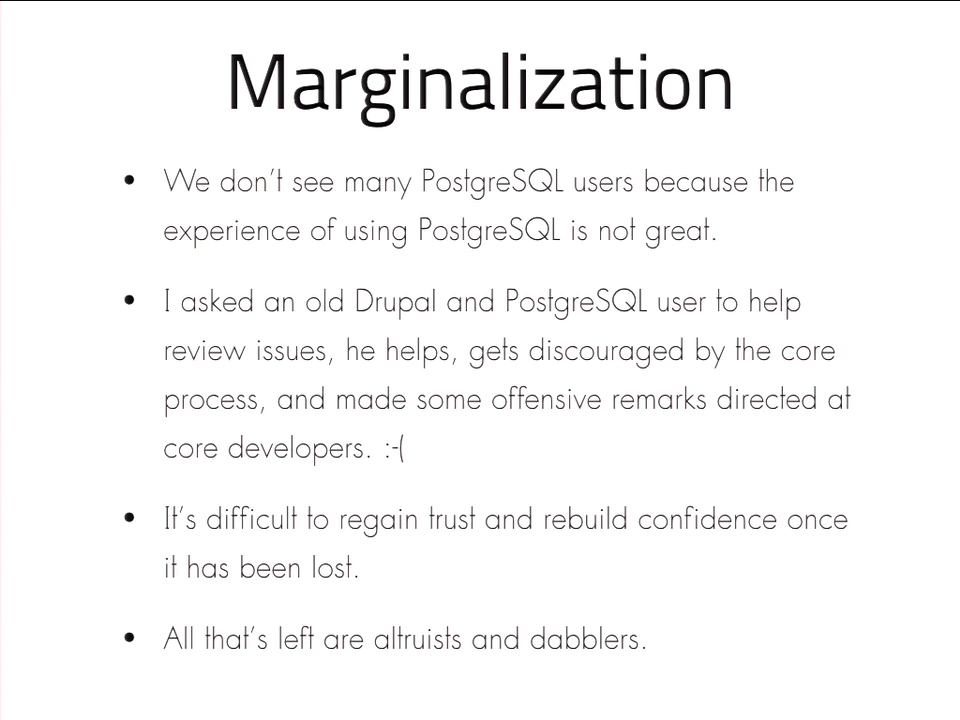 Marginalization
• We don't see many PostgreSQL users because the
experience of using PostgreSQL is not great.
• I asked an old Drupal and PostgreSQL user to help
review issues, he helps, gets discouraged by the core
process, and made some offensive remarks directed at
core developers. :-(
• It's difficult to regain trust and rebuild confidence once
it has been lost.
• All that's left are altruists and dabblers.